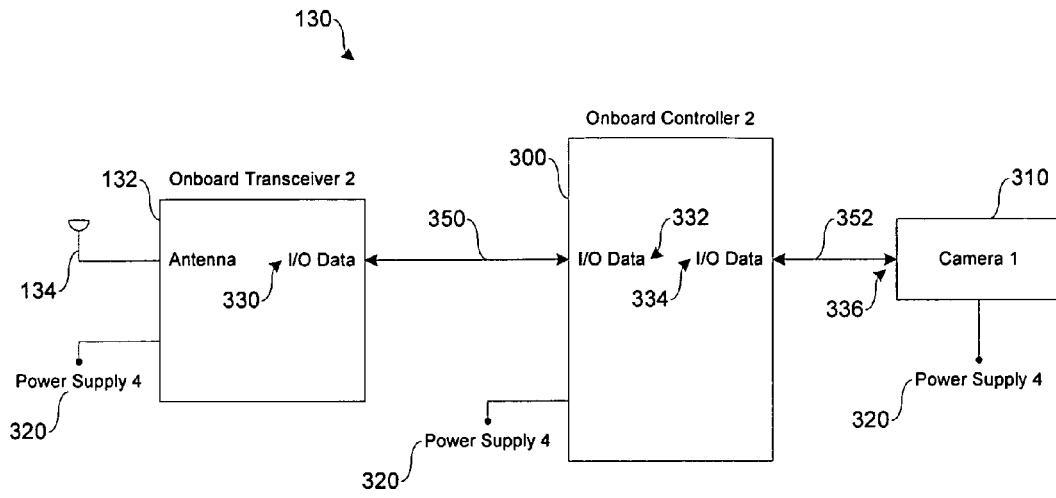 130
Onboard Controller 2
132
Onboard Transceiver 2
300
310
350
332
352
134
Antenna
I/O Data
I/O Data
I/O Data
Camera 1
330
334
336
Power Supply 4
320
Power Supply 4
320
Power Supply 4
320